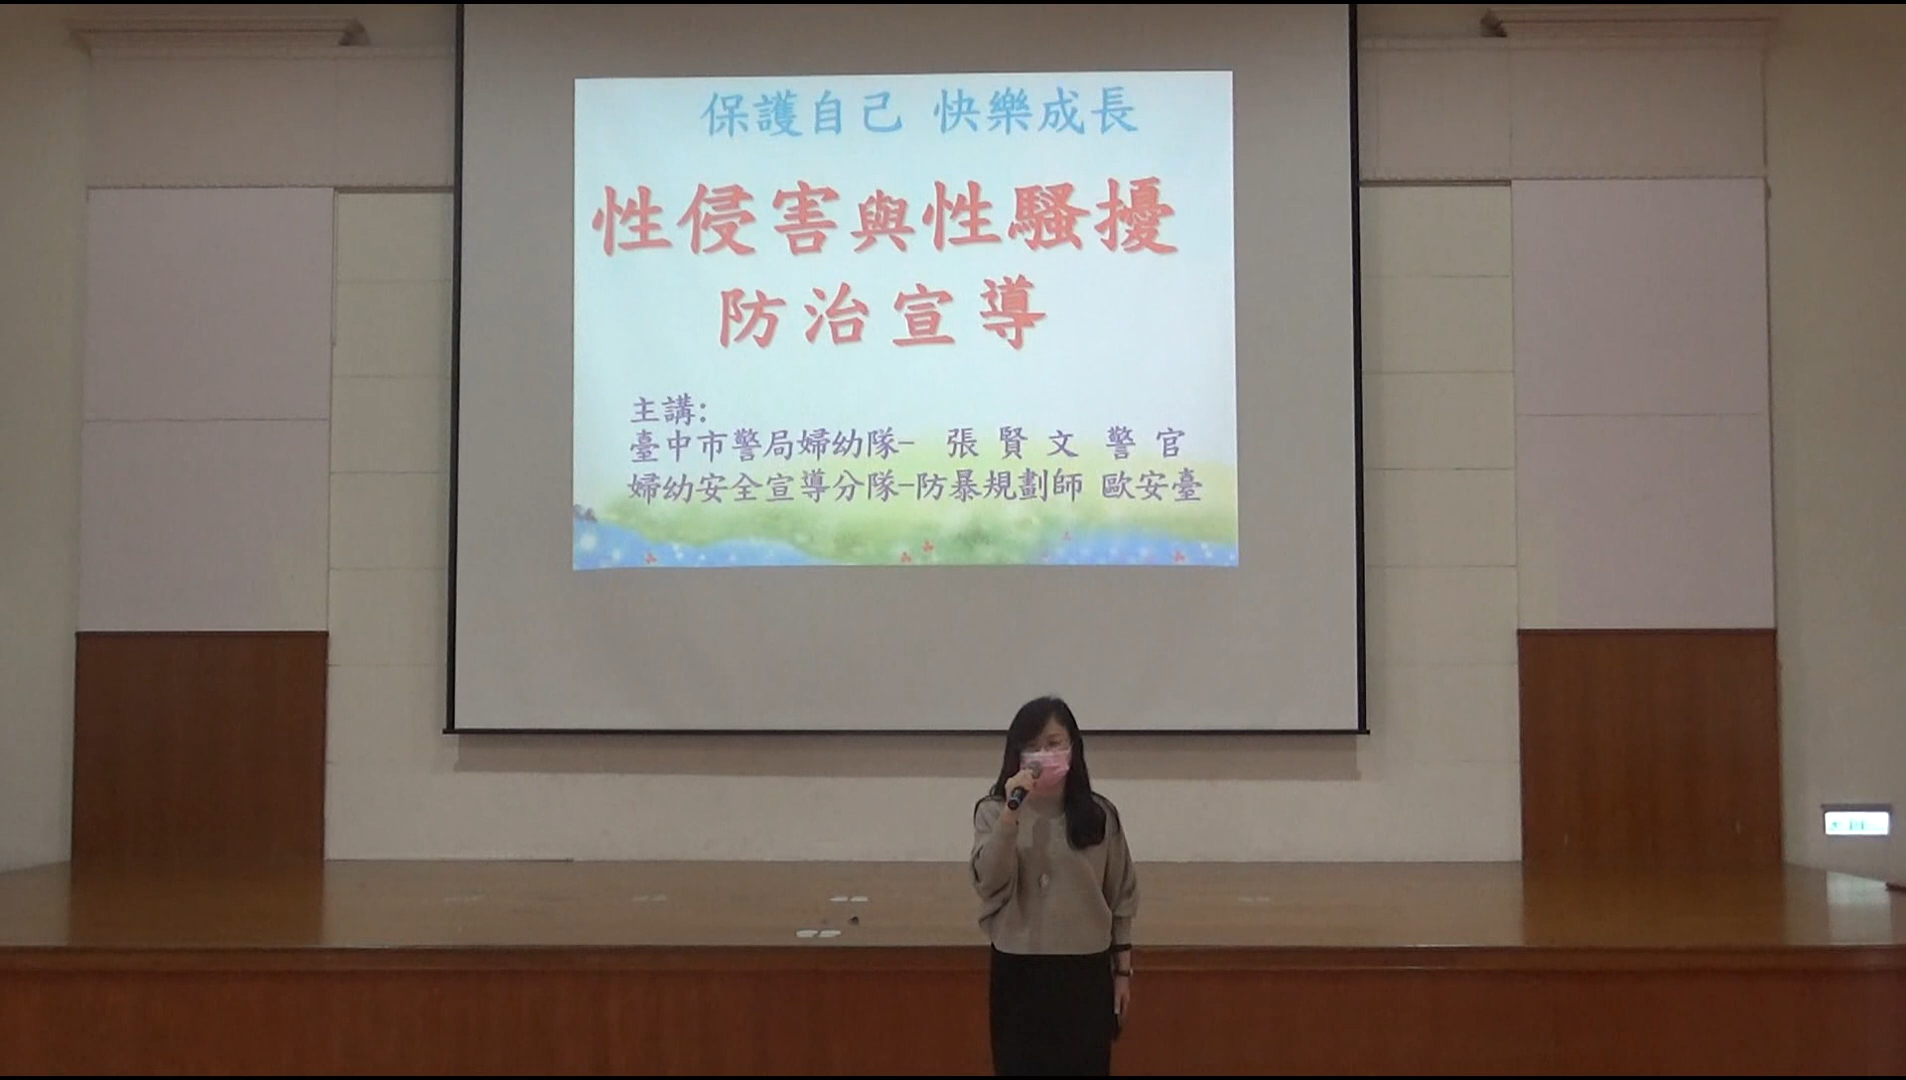 保護自己 快樂成長
性侵害與性騷擾
防治宣導
主講:
臺中市警局婦幼隊- 張賢文警官
婦幼安全宣導分隊-防暴規劃師 歐安臺